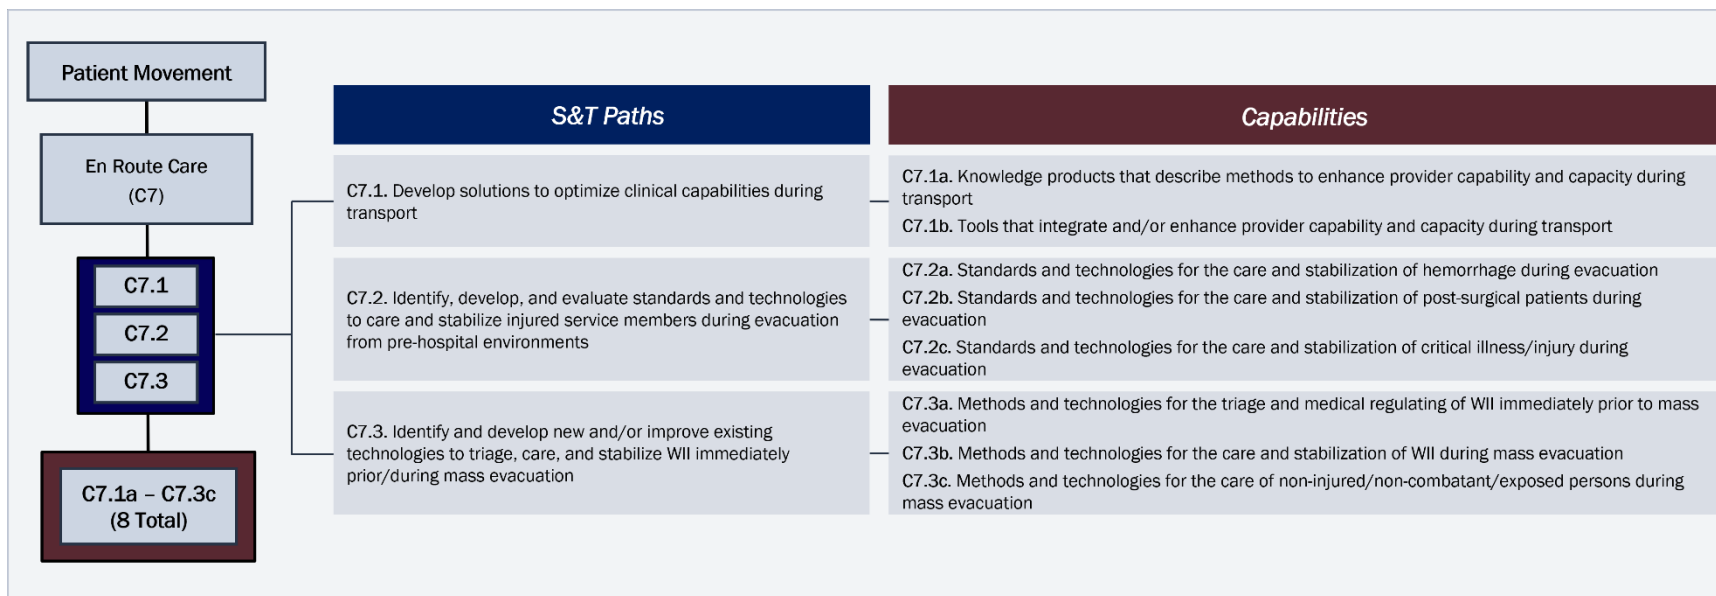 Patient Movement
En Route Care
(C7)
C7.1
C7.2
C7.3
C7.1a – C7.3c
(8 Total)
S&T Paths
Capabilities
C7.1. Develop solutions to optimize clinical capabilities during
transport
C7.1a. Knowledge products that describe methods to enhance provider capability and capacity during
transport
C7.1b. Tools that integrate and/or enhance provider capability and capacity during transport
C7.2. Identify, develop, and evaluate standards and technologies
to care and stabilize injured service members during evacuation
from pre-hospital environments
C7.2a. Standards and technologies for the care and stabilization of hemorrhage during evacuation
C7.2b. Standards and technologies for the care and stabilization of post-surgical patients during
evacuation
C7.2c. Standards and technologies for the care and stabilization of critical illness/injury during
evacuation
C7.3. Identify and develop new and/or improve existing
technologies to triage, care, and stabilize WII immediately
prior/during mass evacuation
C7.3a. Methods and technologies for the triage and medical regulating of WII immediately prior to mass
evacuation
C7.3b. Methods and technologies for the care and stabilization of WII during mass evacuation
C7.3c. Methods and technologies for the care of non-injured/non-combatant/exposed persons during
mass evacuation